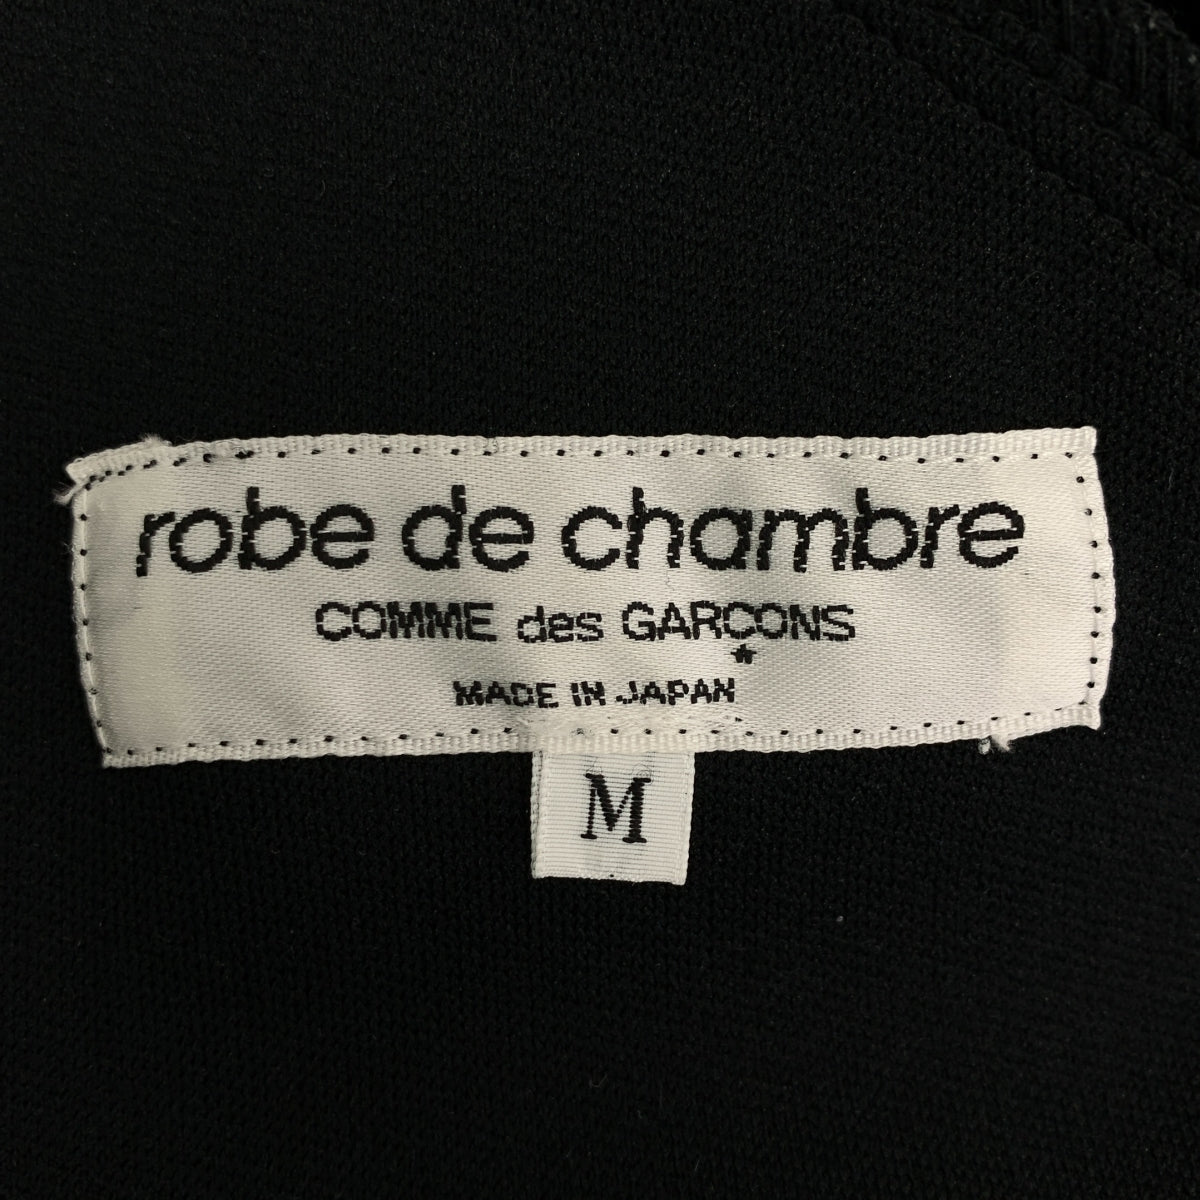 robe de chambre
COMME des GARÇONS
MADE IN JAPAN
M